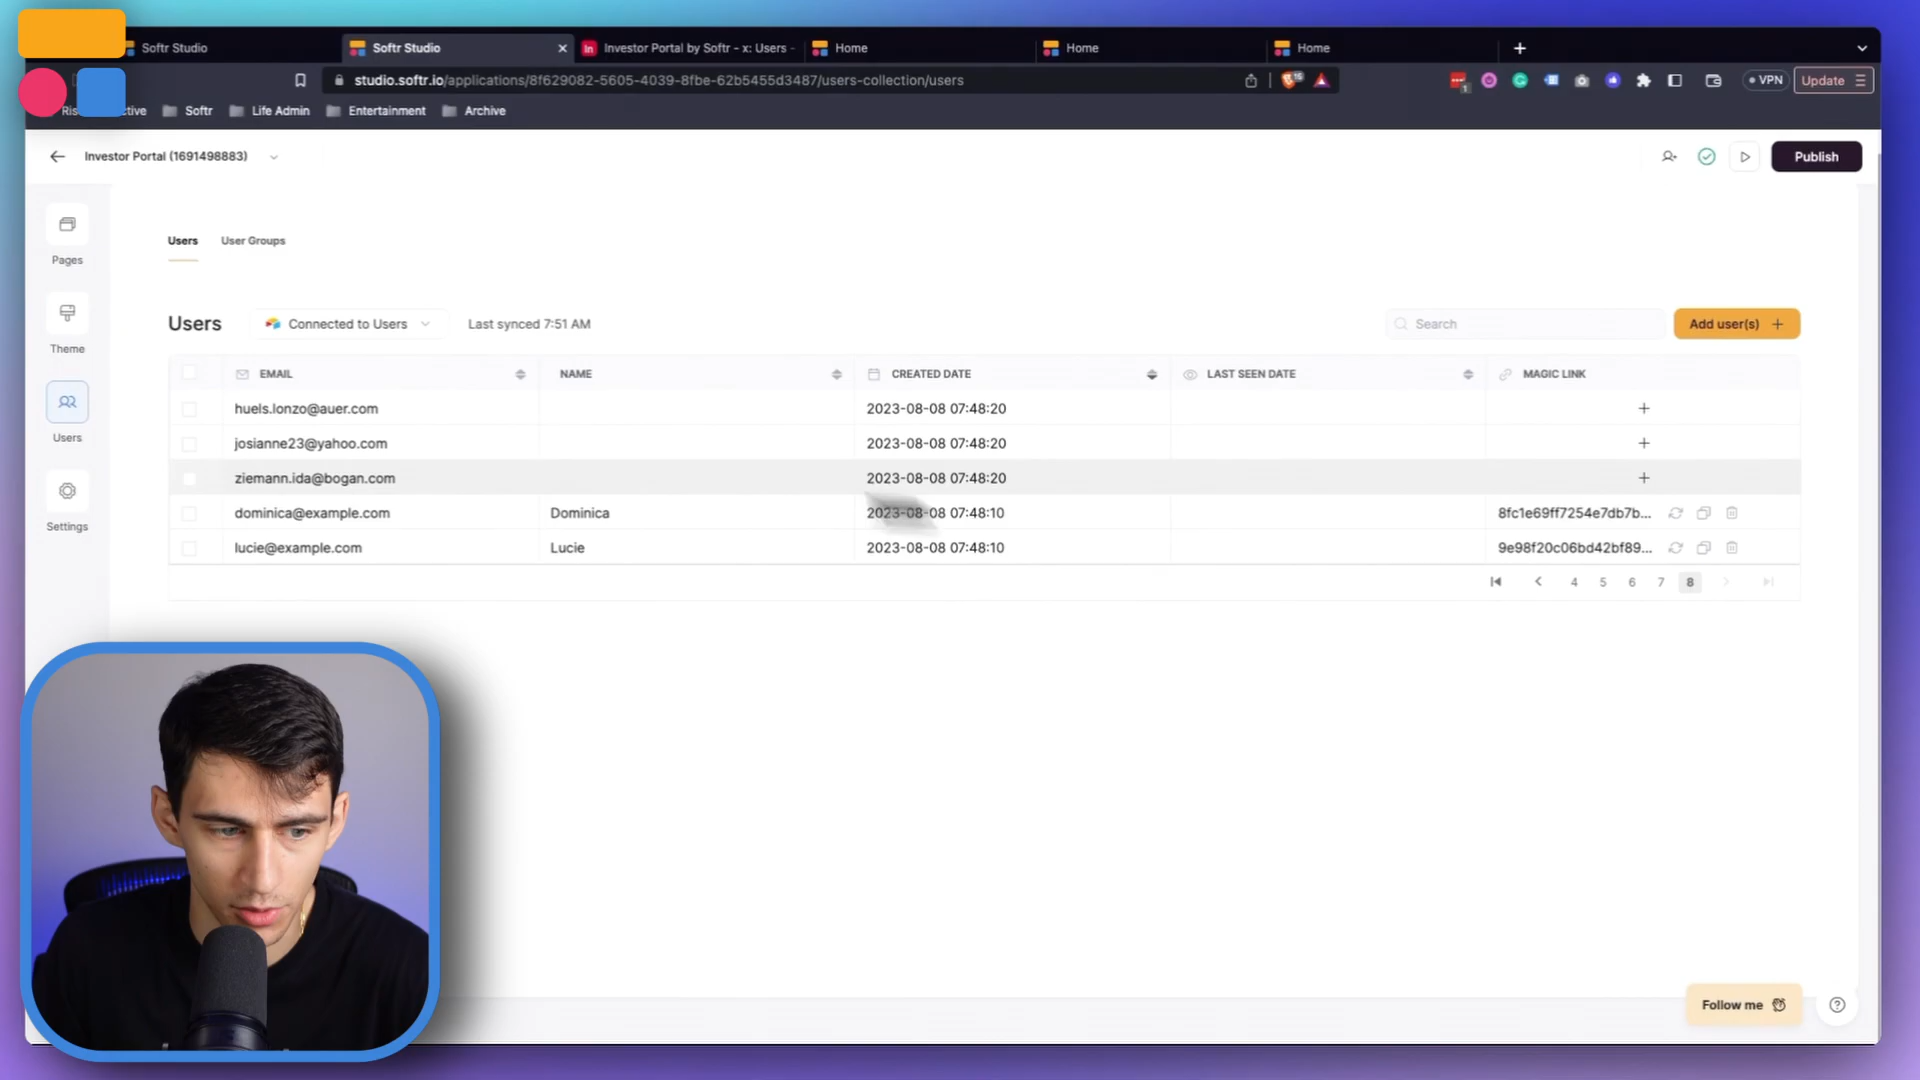 Softr Studio
Softr Studio
Investor Portal by Softr - x: Users -
Home
Home
Home
studio.softr.io/applications/8f629082-5605-4039-8fbe-62b5455d3487/users-collection/users
VPN
Update
Softr
Life Admin
Entertainment
Archive
Investor Portal (1691498883)
Publish
Pages
Theme
Users
Settings
Users
User Groups
Users
Connected to Users
Last synced 7:51 AM
Search
Add user(s) +
EMAIL
NAME
CREATED DATE
LAST SEEN DATE
MAGIC LINK
huels.lonzo@auer.com 2023-08-08 07:48:20 +
josianne23@yahoo.com 2023-08-08 07:48:20 +
ziemann.ida@bogan.com 2023-08-08 07:48:20 +
dominica@example.com Dominica 2023-08-08 07:48:10 8fc1e69ff7254e7db7b...
lucie@example.com Lucie 2023-08-08 07:48:10 9e98f20c06bd42bf89...
4 5 6 7 8
Follow me